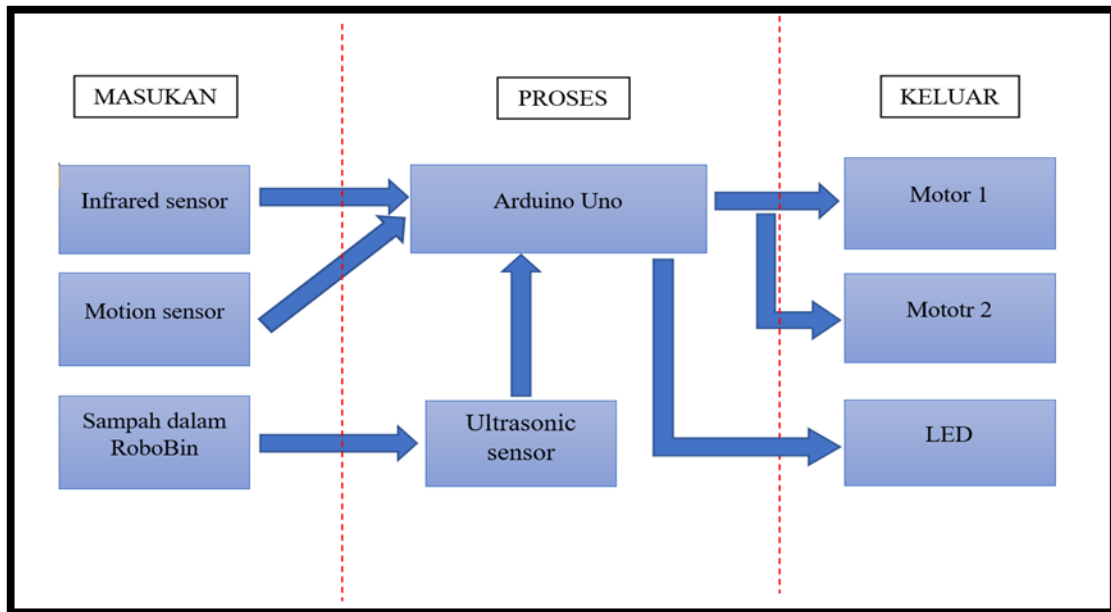 MASUKAN
PROSES
KELUAR
Infrared sensor
Arduino Uno
Motor 1
Motion sensor
Mototr 2
Sampah dalam
RoboBin
Ultrasonic
sensor
LED